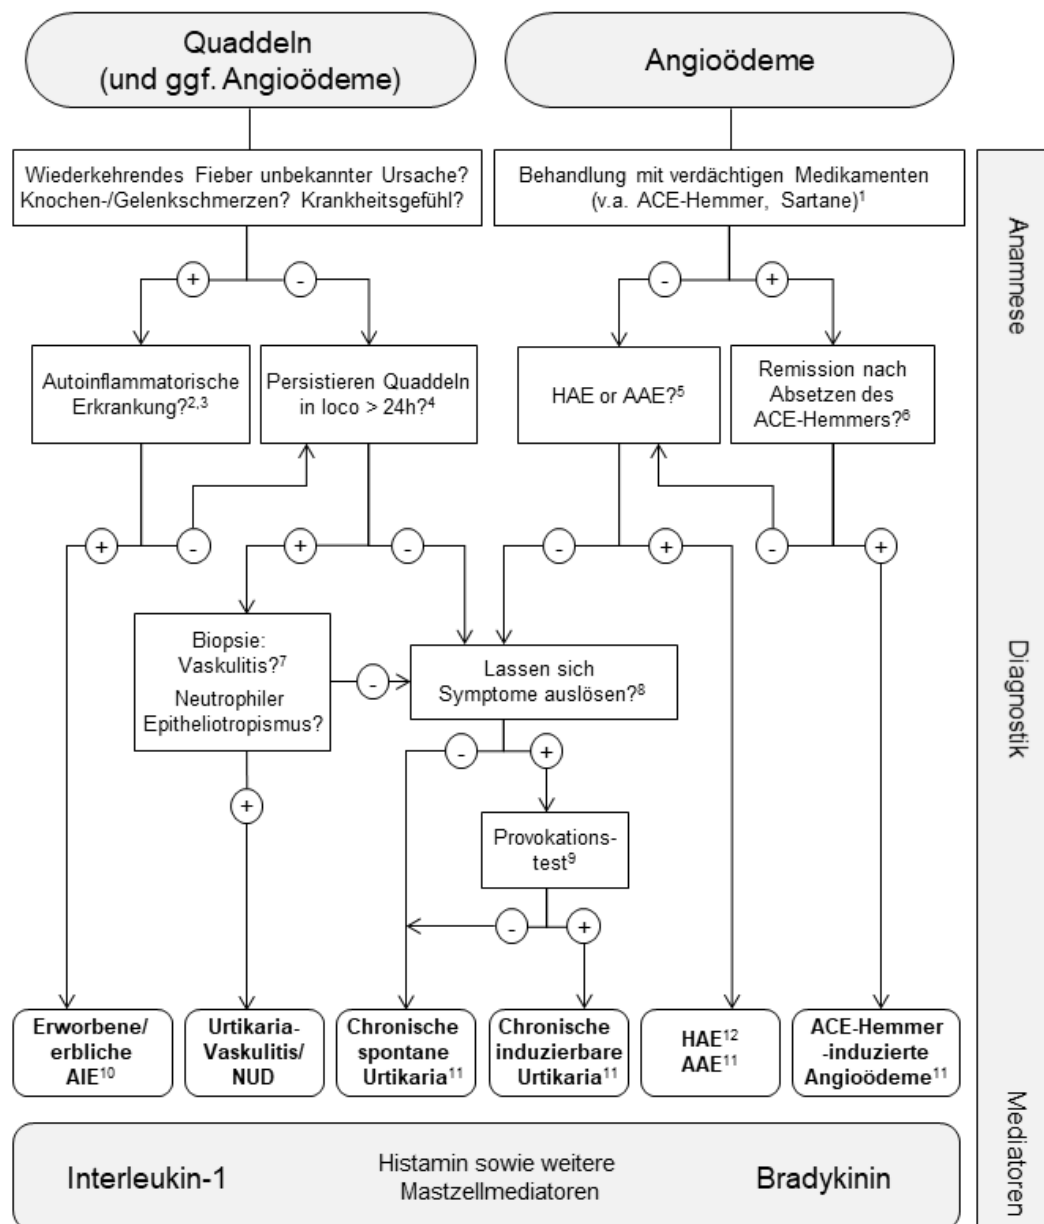 Quaddeln
(und ggf. Angioödeme)
Angioödeme
Wiederkehrendes Fieber unbekannter Ursache?
Knochen-/Gelenkschmerzen? Krankheitsgefühl?
Behandlung mit verdächtigen Medikamenten
(v.a. ACE-Hemmer, Sartane)¹
Anamnese
+
-
-
+
Autoinflammatorische
Erkrankung?²,³
Persistieren Quaddeln
in loco > 24h?⁴
HAE or AAE?⁵
Remission nach
Absetzen des
ACE-Hemmers?⁶
+
-
+
-
-
+
-
+
Biopsie:
Vaskulitis?⁷
Neutrophiler
Epitheliotropismus?
-
Lassen sich
Symptome auslösen?⁸
Diagnostik
-
+
+
Provokations-
test⁹
-
+
Erworbene/
erbliche
AIE¹⁰
Urtikaria-
Vaskulitis/
NUD
Chronische
spontane
Urtikaria¹¹
Chronische
induzierbare
Urtikaria¹¹
HAE¹²
AAE¹¹
ACE-Hemmer
-induzierte
Angioödeme¹¹
Mediatoren
Interleukin-1
Histamin sowie weitere
Mastzellmediatoren
Bradykinin